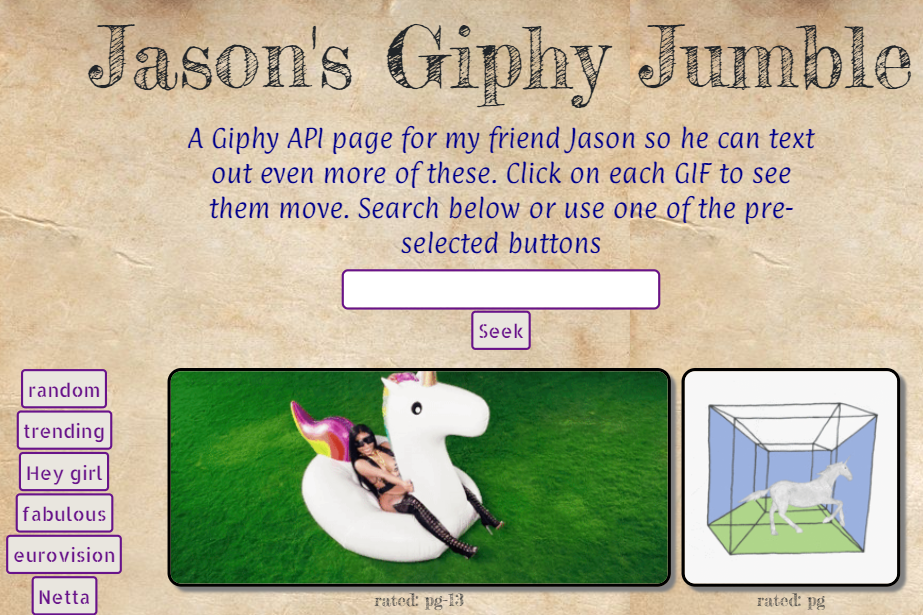 Jason's Giphy Jumble
A Giphy API page for my friend Jason so he can text
out even more of these. Click on each GIF to see
them move. Search below or use one of the pre-
selected buttons
Seek
random
trending
Hey girl
fabulous
eurovision
Netta
rated: pg-13
rated: pg